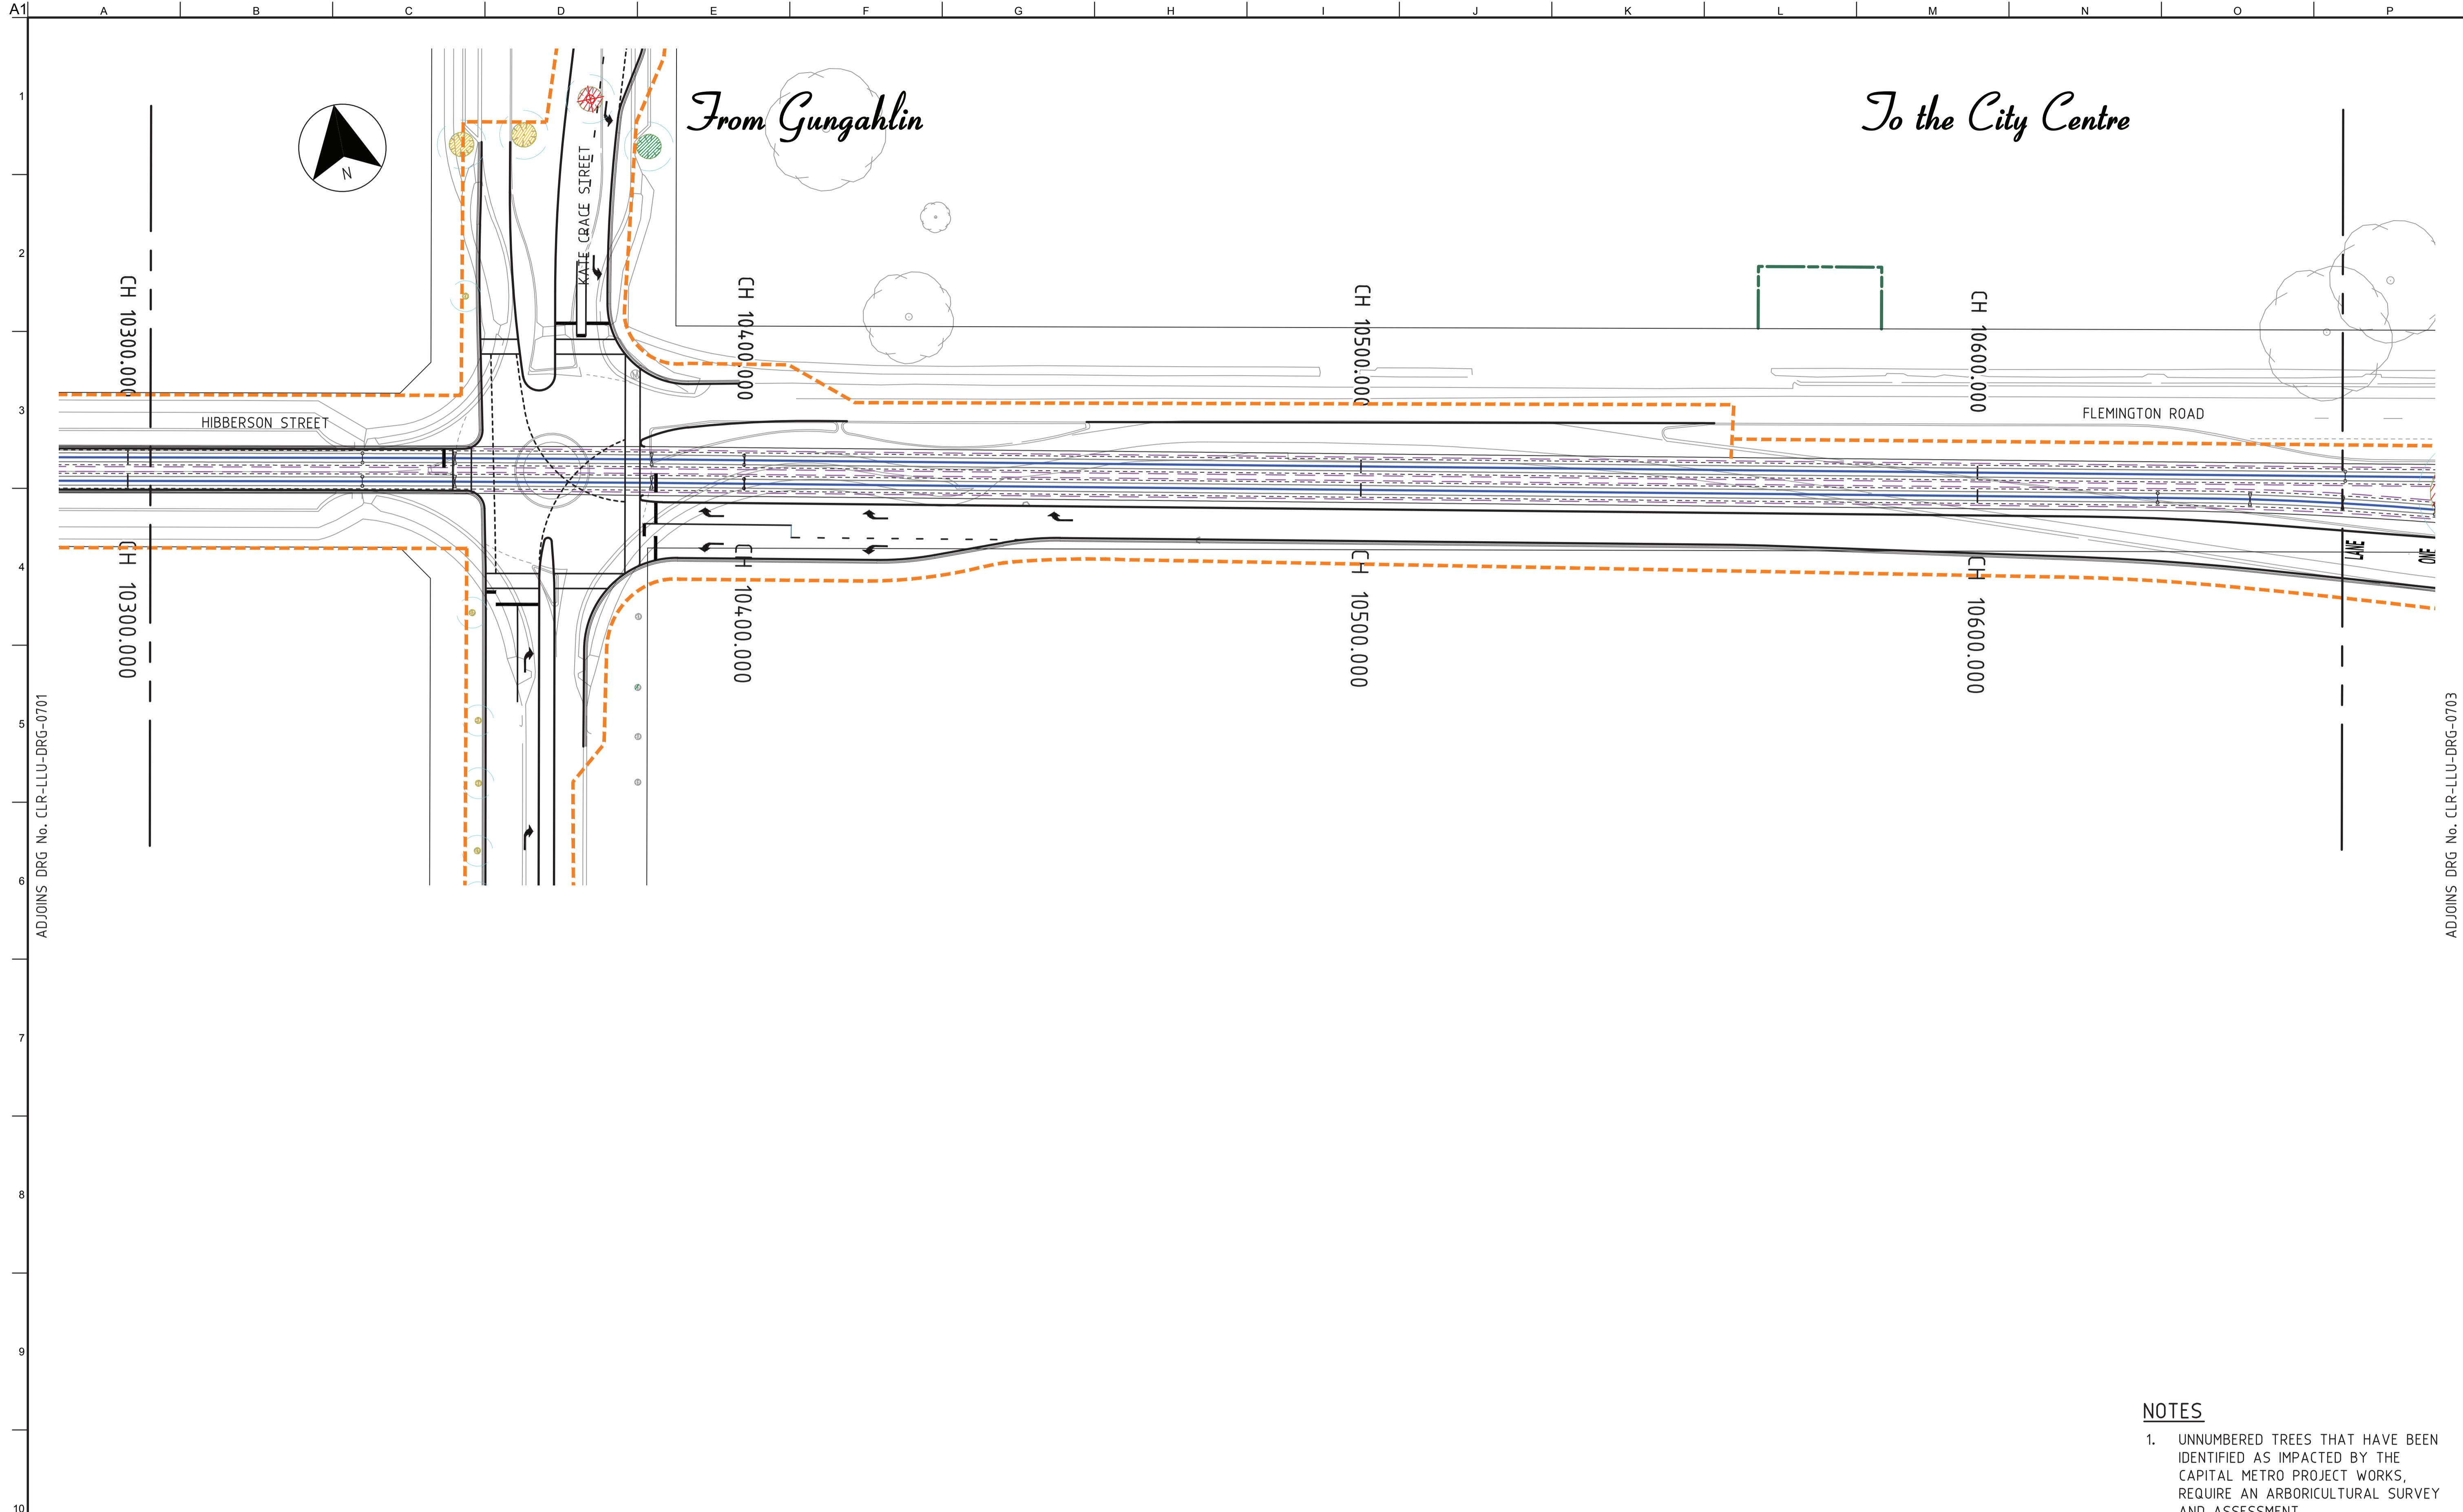 A1
A B C D E F G H I J K L M N O P
1
2
3
4
5
6
7
8
9
10
From Gungahlin
To the City Centre
N
KATE CRACE STREET
CH 10300.000
CH 10400.000
CH 10500.000
CH 10600.000
HIBBERSON STREET
FLEMINGTON ROAD
CH 10300.000
CH 10400.000
CH 10500.000
CH 10600.000
ADJOINS DRG No. CLR-LLU-DRG-0701
ADJOINS DRG No. CLR-LLU-DRG-0703
NOTES
1. UNNUMBERED TREES THAT HAVE BEEN
IDENTIFIED AS IMPACTED BY THE
CAPITAL METRO PROJECT WORKS,
REQUIRE AN ARBORICULTURAL SURVEY
AND ASSESSMENT